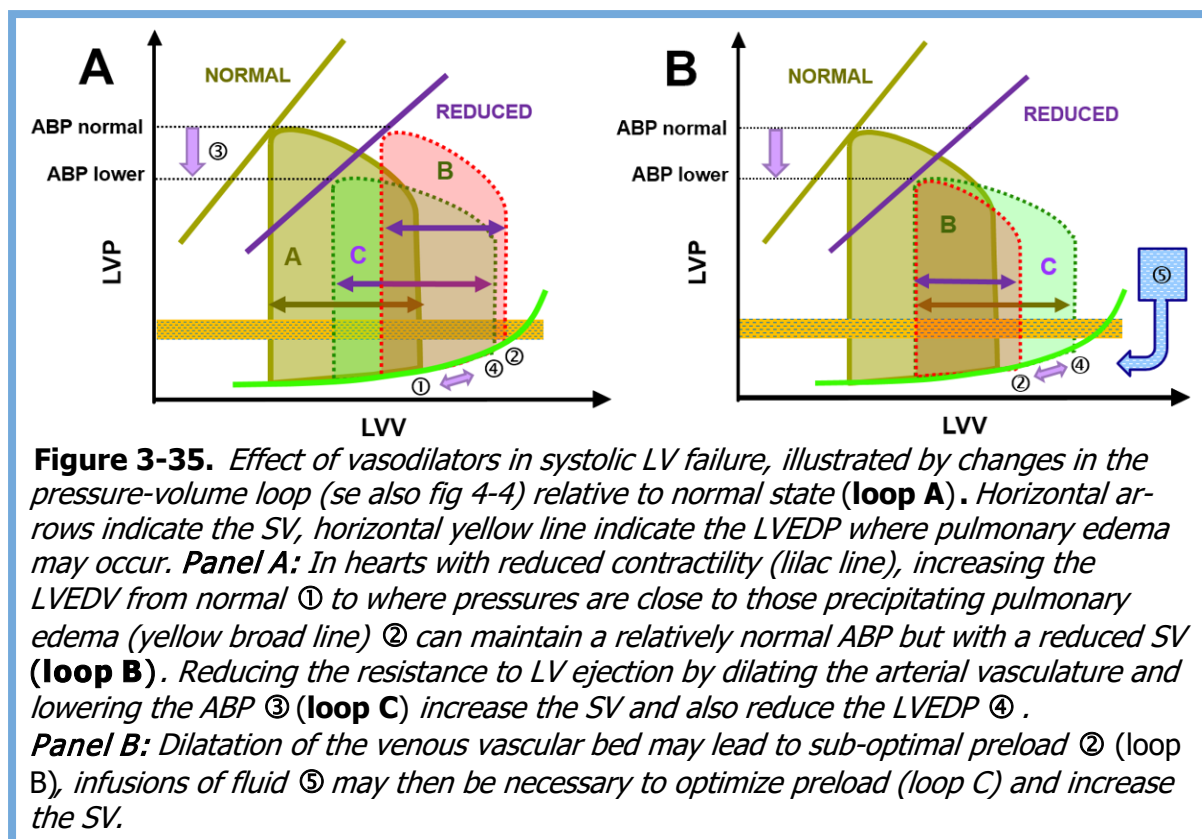 A
NORMAL
REDUCED
ABP normal
③
ABP lower
B
A
C
LVP
①
④
②
LVV
B
NORMAL
REDUCED
ABP normal
ABP lower
B
C
⑤
LVP
②
④
LVV
Figure 3-35. Effect of vasodilators in systolic LV failure, illustrated by changes in the
pressure-volume loop (se also fig 4-4) relative to normal state (loop A). Horizontal ar-
rows indicate the SV, horizontal yellow line indicate the LVEDP where pulmonary edema
may occur. Panel A: In hearts with reduced contractility (lilac line), increasing the
LVEDV from normal ① to where pressures are close to those precipitating pulmonary
edema (yellow broad line) ② can maintain a relatively normal ABP but with a reduced SV
(loop B). Reducing the resistance to LV ejection by dilating the arterial vasculature and
lowering the ABP ③ (loop C) increase the SV and also reduce the LVEDP ④ .
Panel B: Dilatation of the venous vascular bed may lead to sub-optimal preload ② (loop
B), infusions of fluid ⑤ may then be necessary to optimize preload (loop C) and increase
the SV.